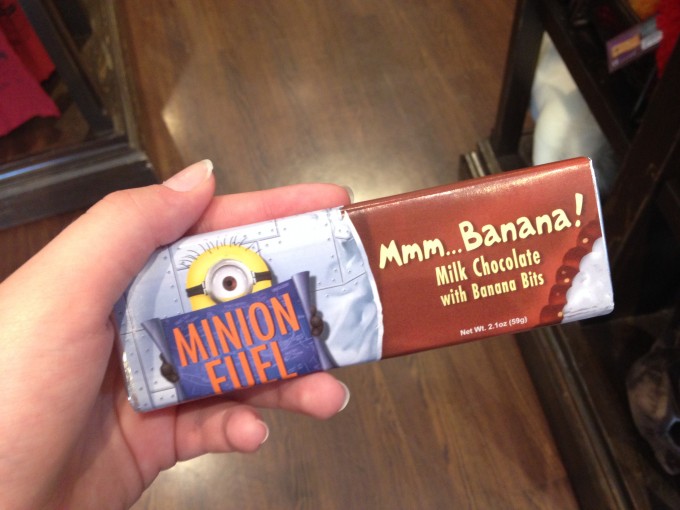 MINION
FUEL
Mmm...Banana!
Milk Chocolate
with Banana Bits
Net Wt. 2.1oz (59g)